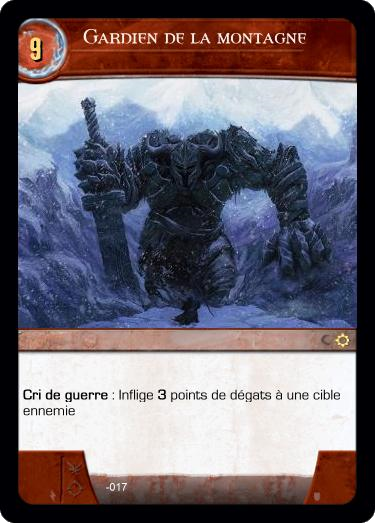 9
Gardien de la montagne
Cri de guerre : Inflige 3 points de dégats à une cible
ennemie
-017